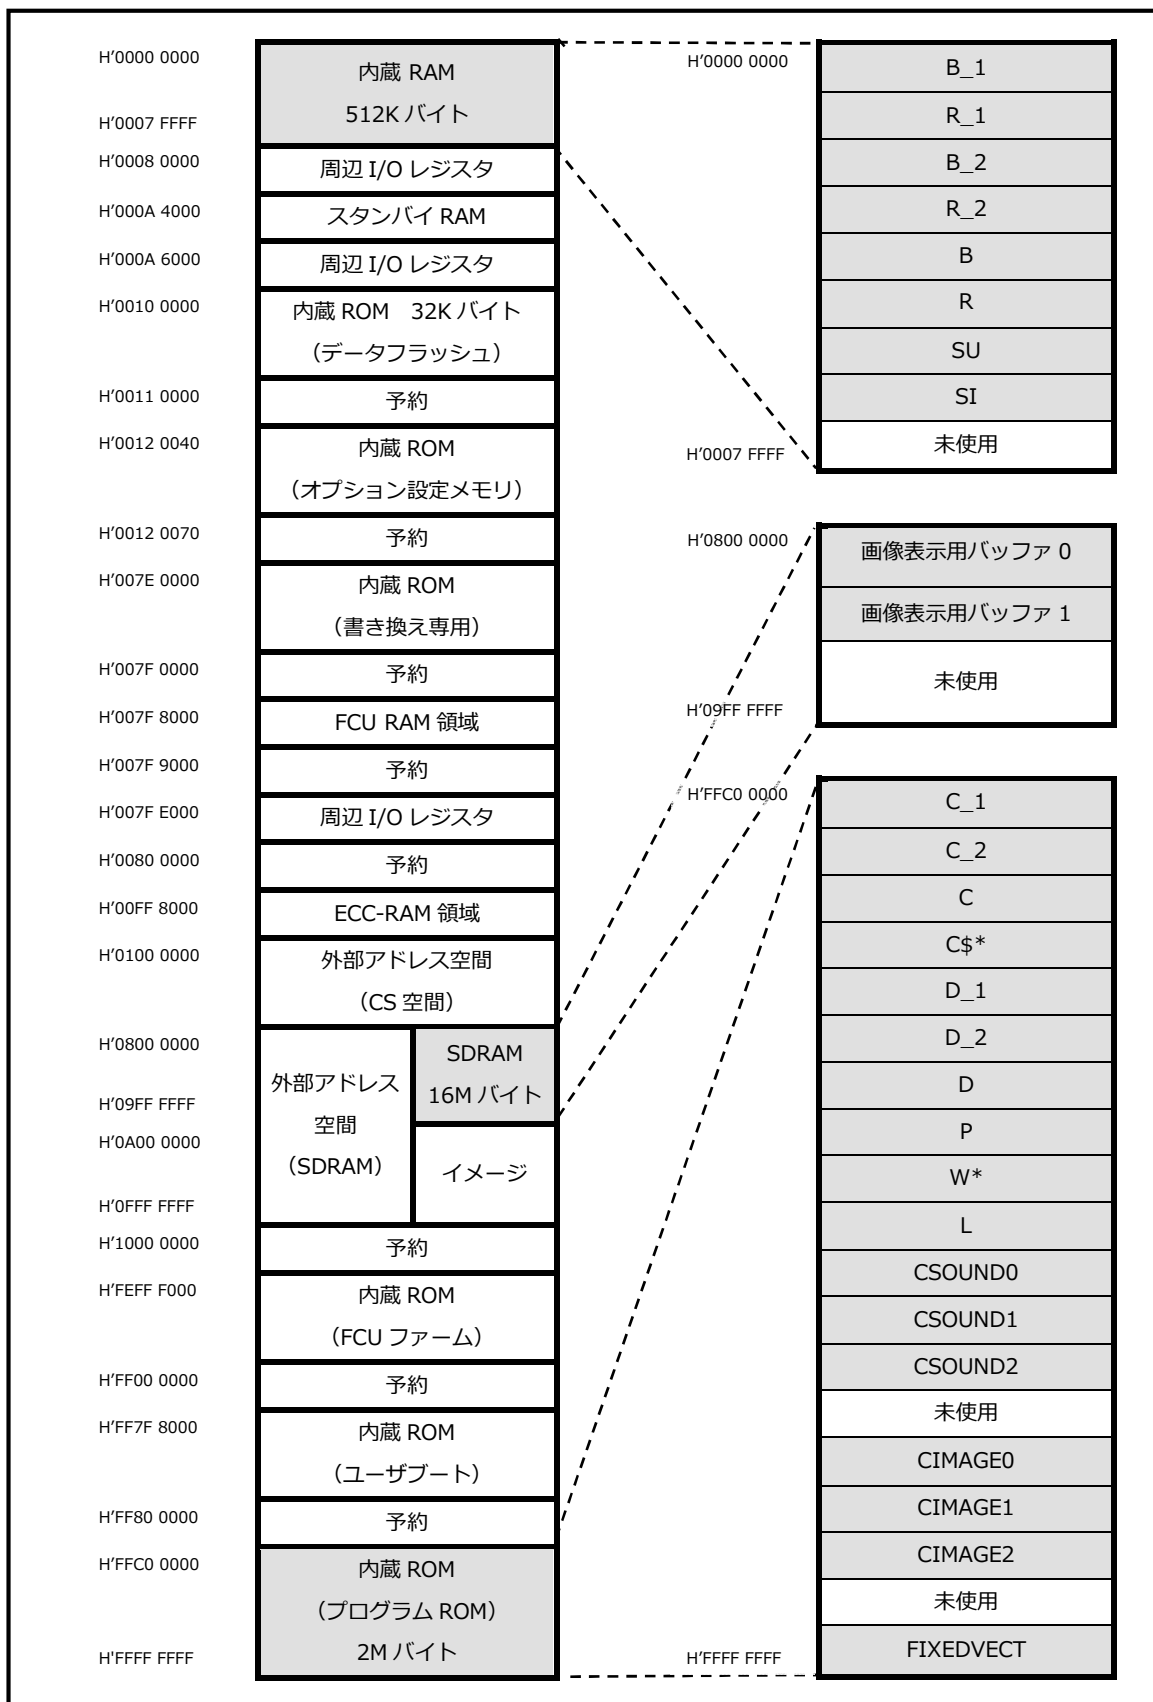 H’0000 0000
内蔵 RAM
512K バイト
H’0007 FFFF
H’0008 0000
周辺 I/O レジスタ
H’000A 4000
スタンバイ RAM
H’000A 6000
周辺 I/O レジスタ
H’0010 0000
内蔵 ROM　32K バイト
（データフラッシュ）
H’0011 0000
予約
H’0012 0040
内蔵 ROM
（オプション設定メモリ）
H’0012 0070
予約
H’007E 0000
内蔵 ROM
（書き換え専用）
H’007F 0000
予約
H’007F 8000
FCU RAM 領域
H’007F 9000
予約
H’007F E000
周辺 I/O レジスタ
H’0080 0000
予約
H’00FF 8000
ECC-RAM 領域
H’0100 0000
外部アドレス空間
（CS 空間）
H’0800 0000
H’09FF FFFF
H’0A00 0000
H’0FFF FFFF
外部アドレス
空間
（SDRAM）
SDRAM
16M バイト
イメージ
H’1000 0000
予約
H’FEFF F000
内蔵 ROM
（FCU ファーム）
H’FF00 0000
予約
H’FF7F 8000
内蔵 ROM
（ユーザブート）
H’FF80 0000
予約
H’FFC0 0000
内蔵 ROM
（プログラム ROM）
2M バイト
H'FFFF FFFF
H’0000 0000
B_1
R_1
B_2
R_2
B
R
SU
SI
未使用
H’0007 FFFF
H’0800 0000
画像表示用バッファ 0
画像表示用バッファ 1
未使用
H’09FF FFFF
H’FFC0 0000
C_1
C_2
C
C$*
D_1
D_2
D
P
W*
L
CSOUND0
CSOUND1
CSOUND2
未使用
CIMAGE0
CIMAGE1
CIMAGE2
未使用
FIXEDVECT
H’FFFF FFFF